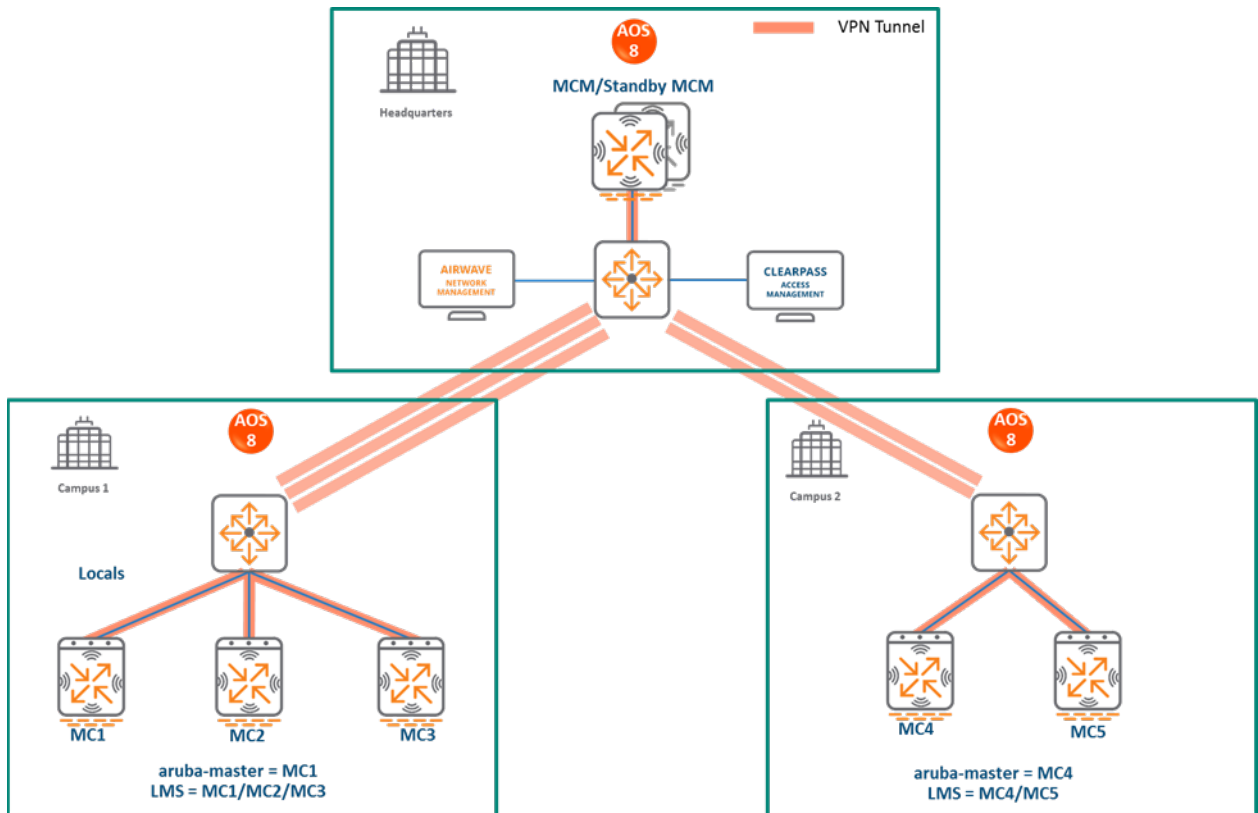 AOS
8
VPN Tunnel
MCM/Standby MCM
Headquarters
AIRWAVE
NETWORK
MANAGEMENT
CLEARPASS
ACCESS
MANAGEMENT
AOS
8
Campus 1
Locals
MC1
MC2
MC3
aruba-master = MC1
LMS = MC1/MC2/MC3
AOS
8
Campus 2
MC4
MC5
aruba-master = MC4
LMS = MC4/MC5